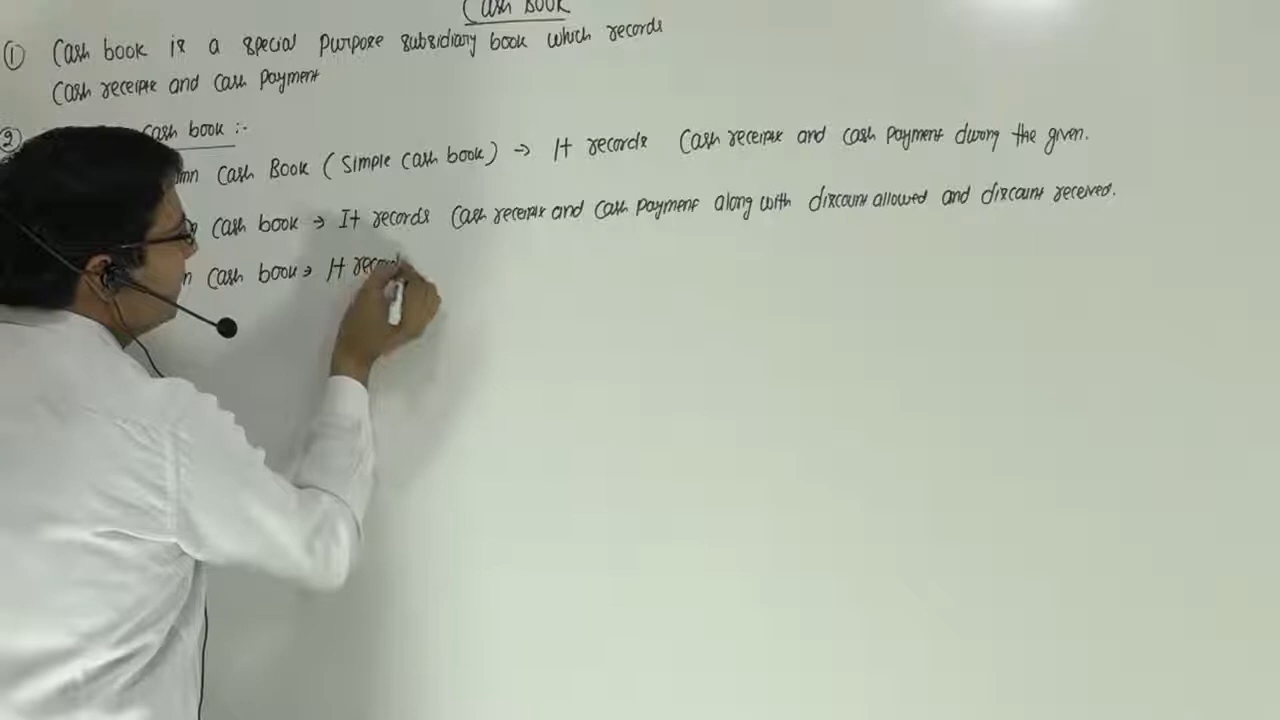 Cash BOOK
① Cash book is a special purpose subsidiary book which records
Cash receipts and cash payment
② cash book :-
mn Cash Book (Simple cash book) → It records Cash receipts and cash payment during the given.
cash book → It records Cash receipts and cash payment along with discount allowed and discount received.
n Cash book → It record